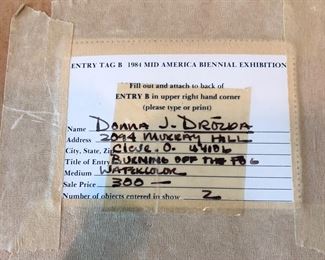 ENTRY TAG B 1984 MID AMERICA BIENNIAL EXHIBITION
Fill out and attach to back of
ENTRY B in upper right hand corner
(please type or print)
Name DONNA J. DROZDA
Address 2094 MURRAY HILL
City, State, Zip CLEVE. O. 44106
Title of Entry BURNING OFF THE FOG
Medium WATERCOLOR
Sale Price 300 —
Number of objects entered in show 2